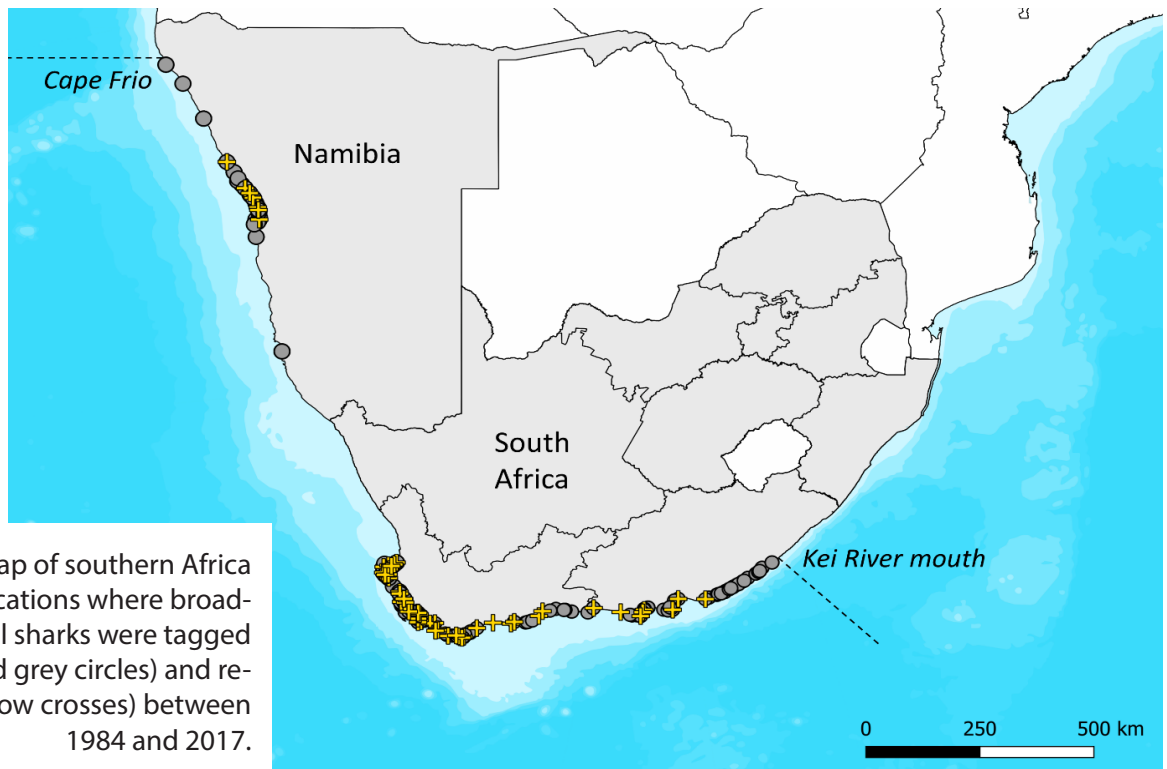 Cape Frio
Namibia
South
Africa
Kei River mouth
ap of southern Africa
cations where broad-
l sharks were tagged
d grey circles) and re-
ow crosses) between
1984 and 2017.
0 250 500 km